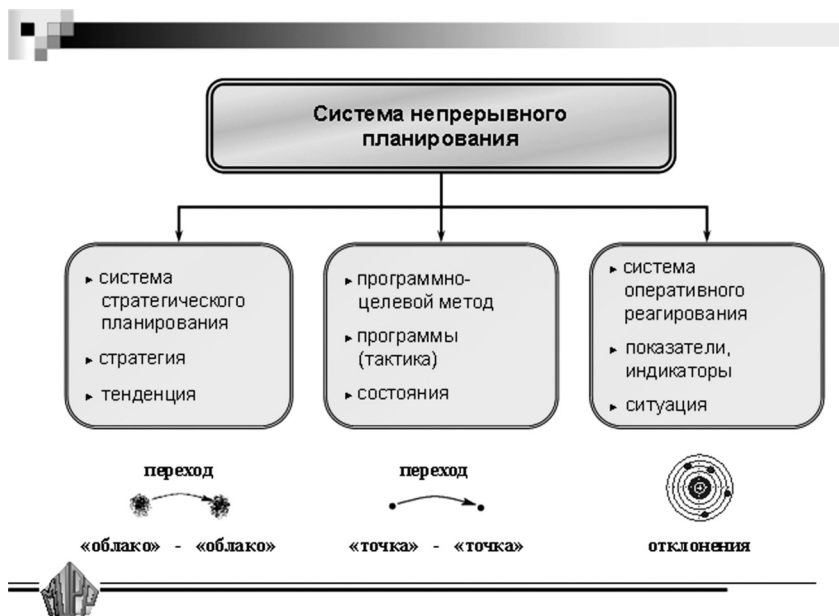 Система непрерывного
планирования
▸ система
стратегического
планирования
▸ стратегия
▸ тенденция
▸ программно-
целевой метод
▸ программы
(тактика)
▸ состояния
▸ система
оперативного
реагирования
▸ показатели,
индикаторы
▸ ситуация
переход
«облако» - «облако»
переход
«точка» - «точка»
отклонения